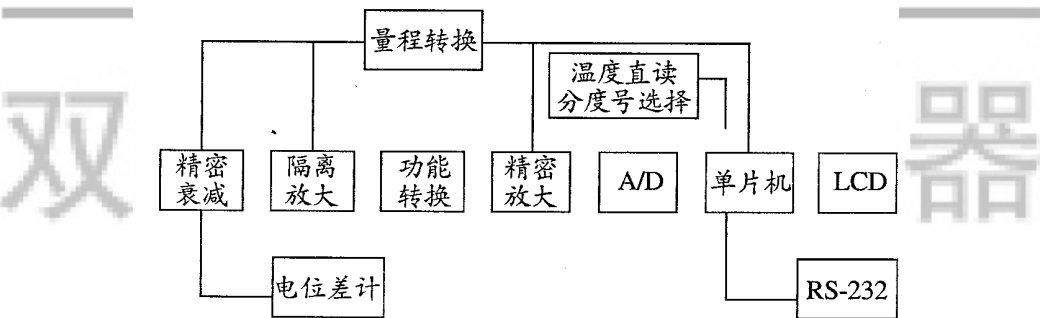 量程转换
温度直读
分度号选择
双
精密
衰减
隔离
放大
功能
转换
精密
放大
A/D
单片机
LCD
器
电位差计
RS-232